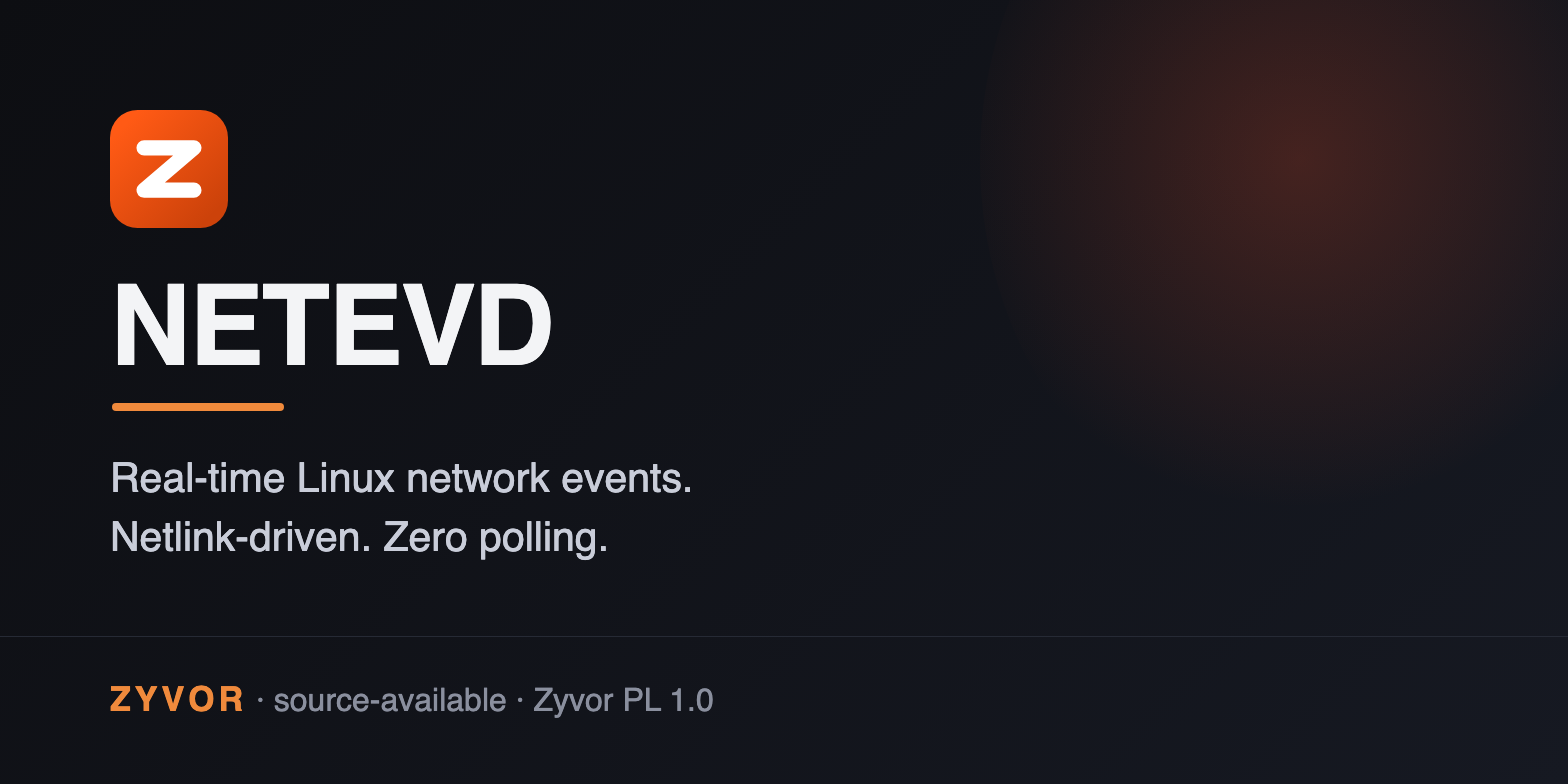 Z
NETEVD
Real-time Linux network events.
Netlink-driven. Zero polling.
ZYVOR · source-available · Zyvor PL 1.0